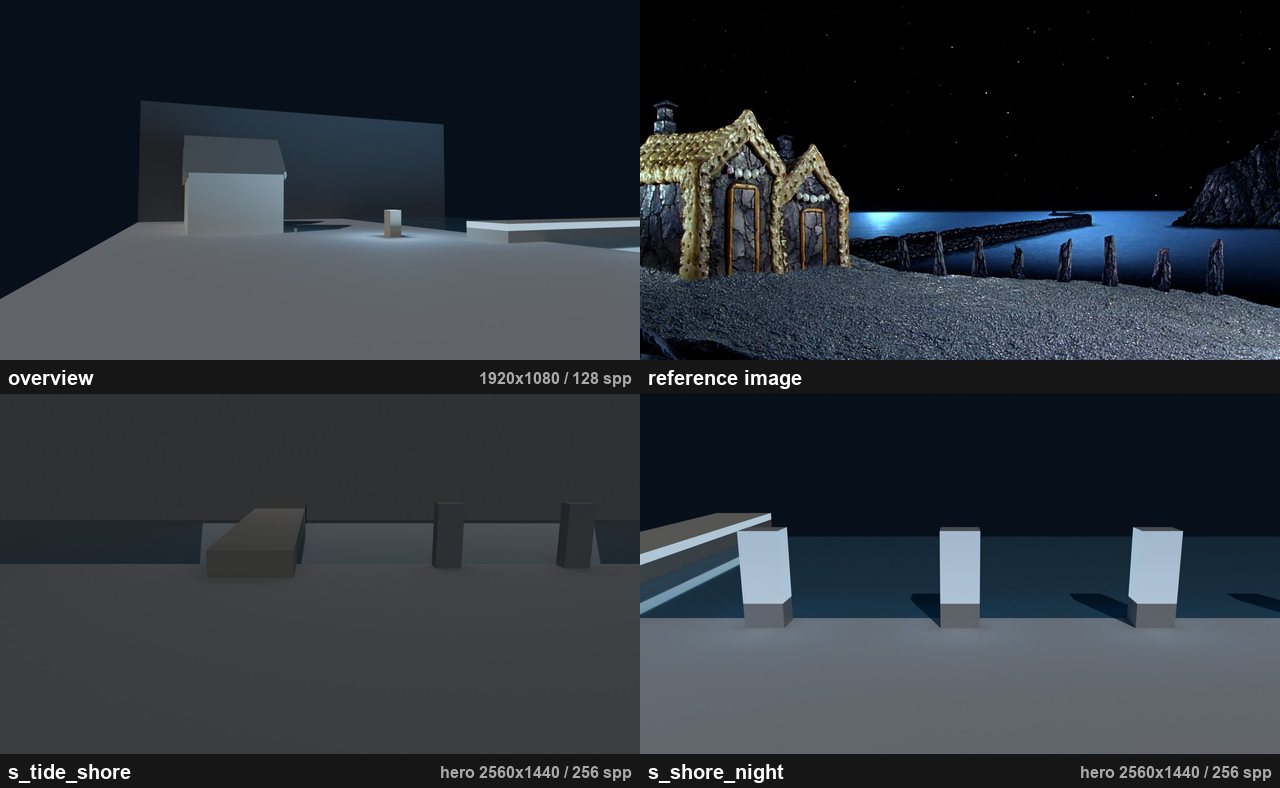 overview
1920x1080 / 128 spp
reference image
s_tide_shore
hero 2560x1440 / 256 spp
s_shore_night
hero 2560x1440 / 256 spp